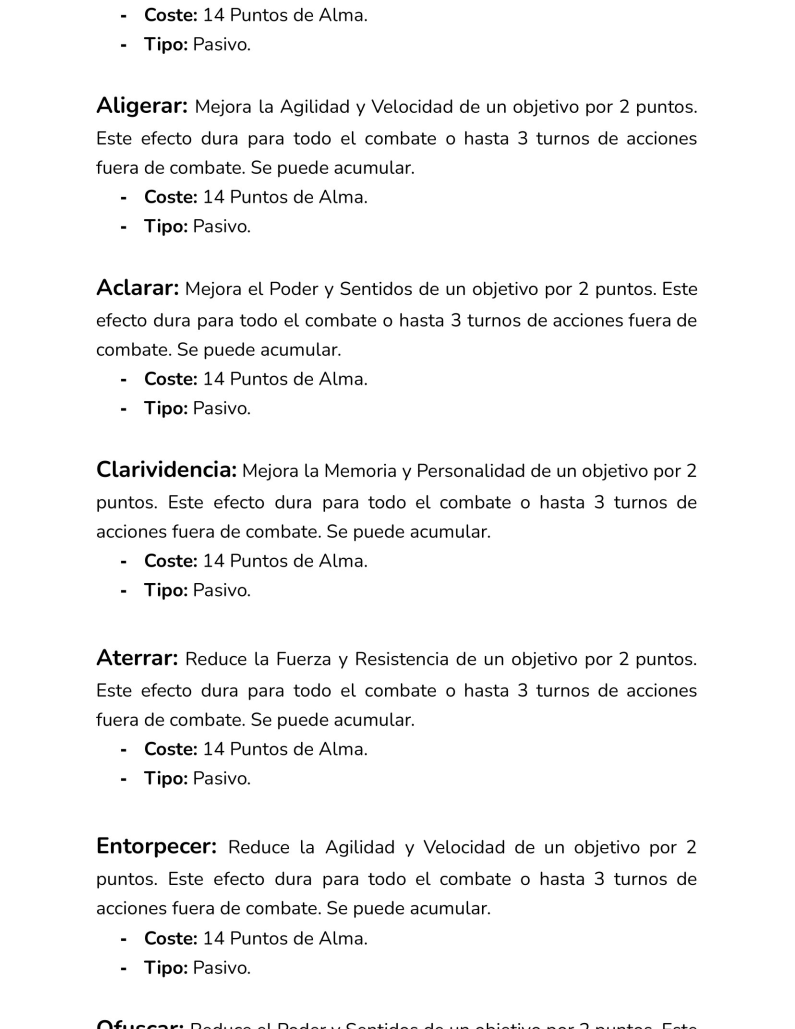 - Coste: 14 Puntos de Alma.
- Tipo: Pasivo.
Aligerar: Mejora la Agilidad y Velocidad de un objetivo por 2 puntos.
Este efecto dura para todo el combate o hasta 3 turnos de acciones
fuera de combate. Se puede acumular.
- Coste: 14 Puntos de Alma.
- Tipo: Pasivo.
Aclarar: Mejora el Poder y Sentidos de un objetivo por 2 puntos. Este
efecto dura para todo el combate o hasta 3 turnos de acciones fuera de
combate. Se puede acumular.
- Coste: 14 Puntos de Alma.
- Tipo: Pasivo.
Clarividencia: Mejora la Memoria y Personalidad de un objetivo por 2
puntos. Este efecto dura para todo el combate o hasta 3 turnos de
acciones fuera de combate. Se puede acumular.
- Coste: 14 Puntos de Alma.
- Tipo: Pasivo.
Aterrar: Reduce la Fuerza y Resistencia de un objetivo por 2 puntos.
Este efecto dura para todo el combate o hasta 3 turnos de acciones
fuera de combate. Se puede acumular.
- Coste: 14 Puntos de Alma.
- Tipo: Pasivo.
Entorpecer: Reduce la Agilidad y Velocidad de un objetivo por 2
puntos. Este efecto dura para todo el combate o hasta 3 turnos de
acciones fuera de combate. Se puede acumular.
- Coste: 14 Puntos de Alma.
- Tipo: Pasivo.
Ofuscar: Reduce el Poder y Sentidos de un objetivo por 2 puntos. Este